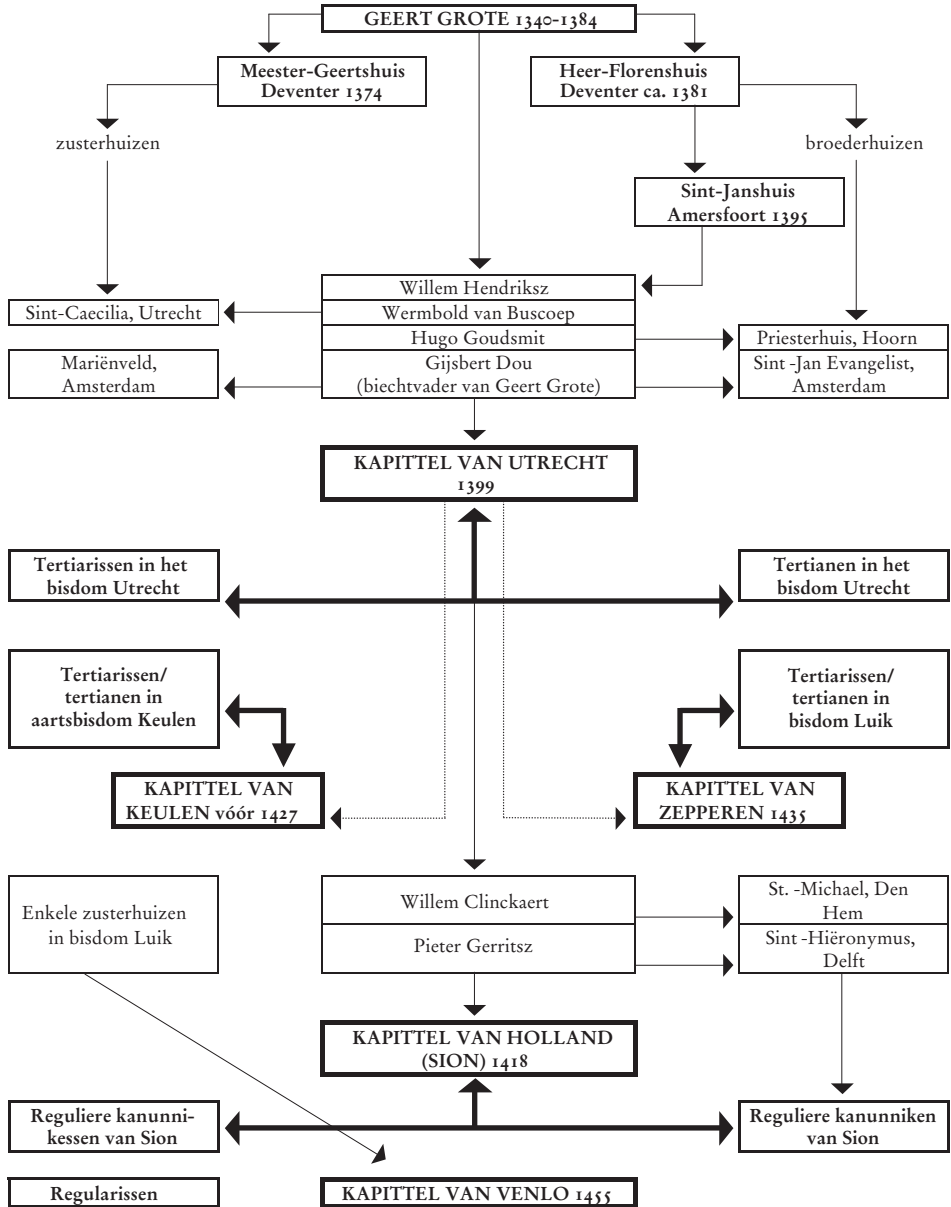 GEERT GROTE 1340-1384
Meester-Geertshuis
Deventer 1374
Heer-Florenshuis
Deventer ca. 1381
zusterhuizen
broederhuizen
Sint-Janshuis
Amersfoort 1395
Willem Hendriksz
Sint-Caecilia, Utrecht
Wermbold van Buscoep
Hugo Goudsmit
Priesterhuis, Hoorn
Mariënveld,
Amsterdam
Gijsbert Dou
(biechtvader van Geert Grote)
Sint -Jan Evangelist,
Amsterdam
KAPITTEL VAN UTRECHT
1399
Tertiarissen in het
bisdom Utrecht
Tertianen in het
bisdom Utrecht
Tertiarissen/
tertianen in
aartsbisdom Keulen
Tertiarissen/
tertianen in
bisdom Luik
KAPITTEL VAN
KEULEN vóór 1427
KAPITTEL VAN
ZEPPEREN 1435
Enkele zusterhuizen
in bisdom Luik
Willem Clinckaert
Pieter Gerritsz
St. -Michael, Den
Hem
Sint -Hiëronymus,
Delft
KAPITTEL VAN HOLLAND
(SION) 1418
Reguliere kanunni-
kessen van Sion
Reguliere kanunniken
van Sion
Regularissen
KAPITTEL VAN VENLO 1455